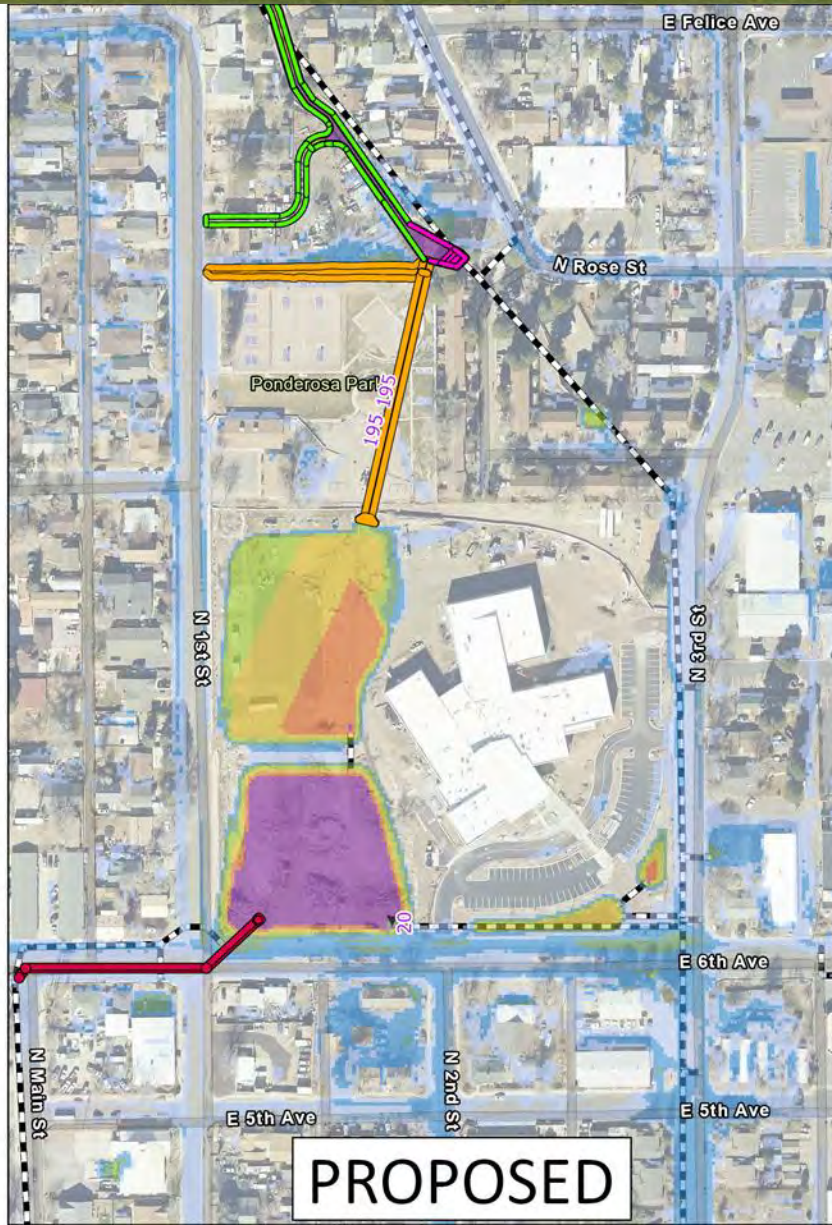 E Felice Ave
N Rose St
Ponderosa Park
195 195
N 1st St
N 3rd St
20
E 6th Ave
N Main St
N 2nd St
E 5th Ave
E 5th Ave
PROPOSED